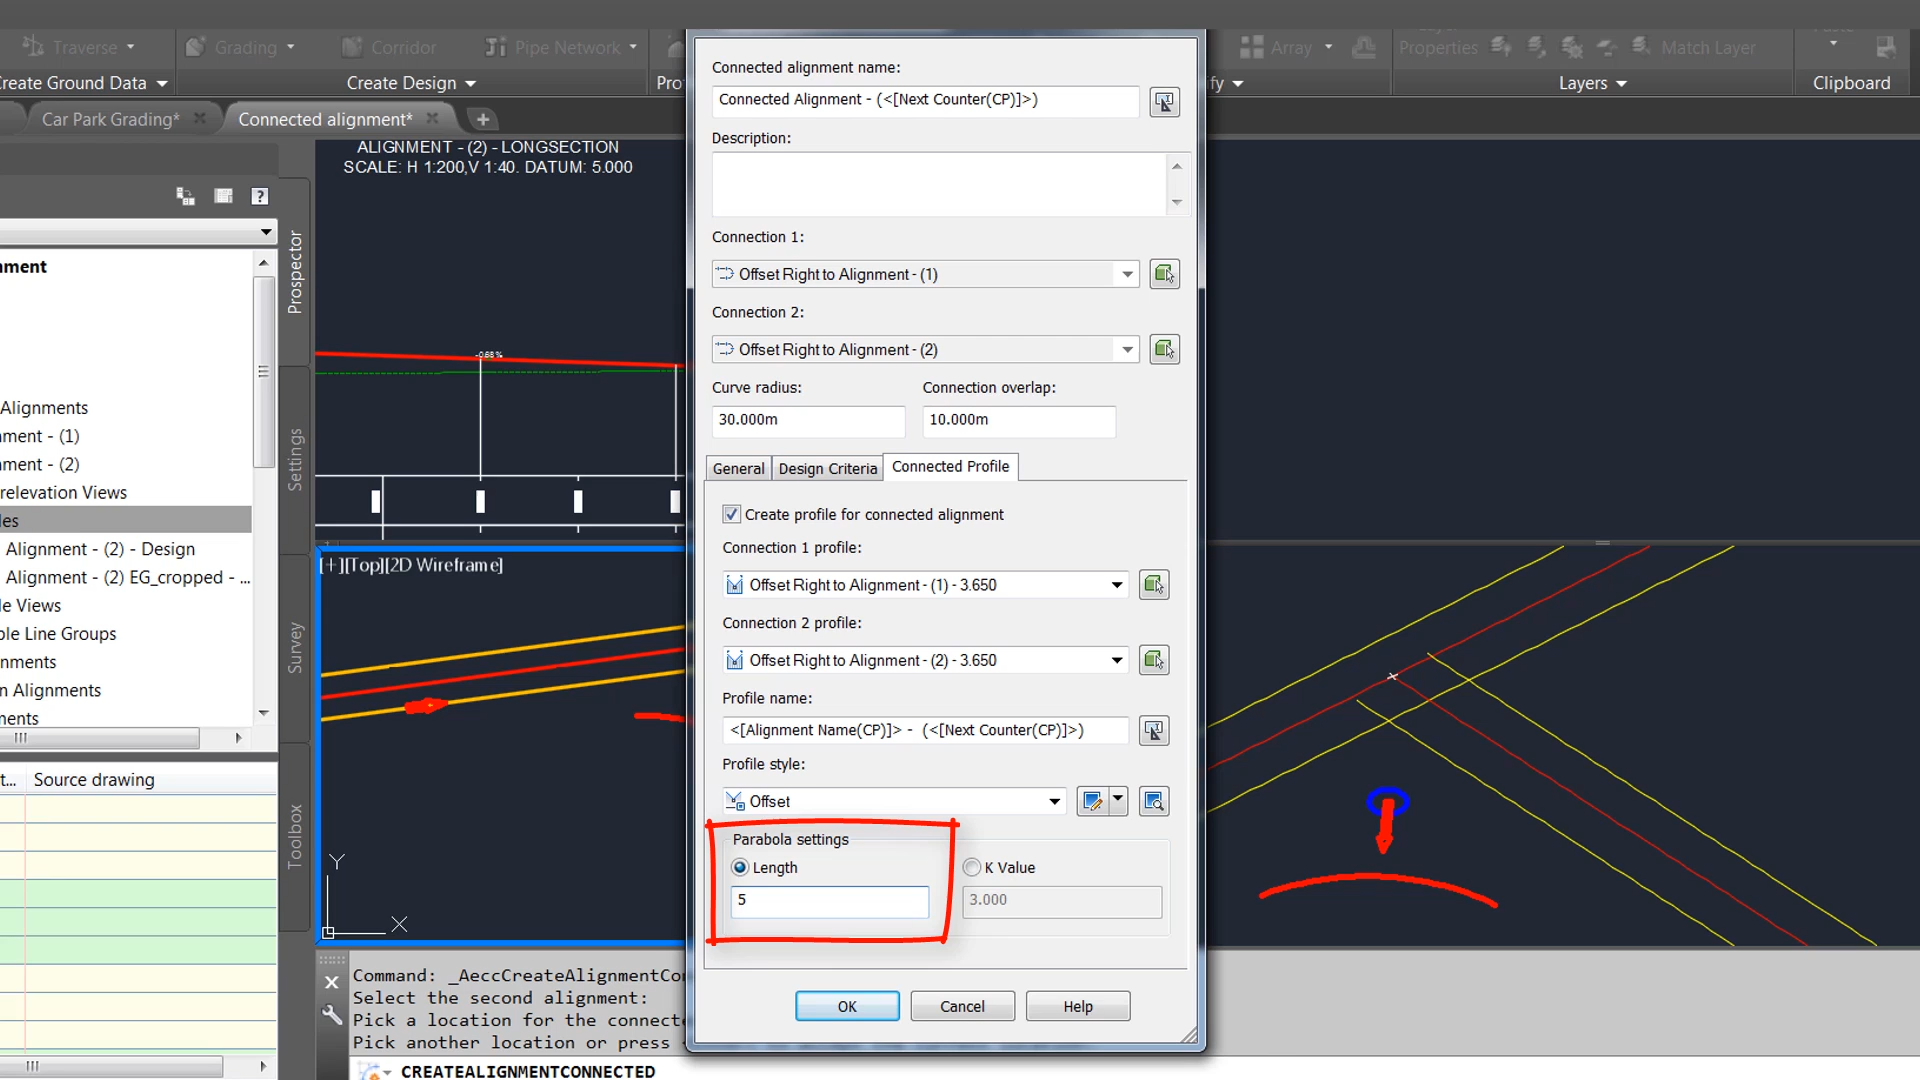 Traverse
Grading
Corridor
Pipe Network
Array
Properties
Match Layer
Create Ground Data
Create Design
Layers
Clipboard
Car Park Grading*
Connected alignment*
ALIGNMENT - (2) - LONGSECTION
SCALE: H 1:200,V 1:40. DATUM: 5.000
?
Prospector
Settings
Survey
Toolbox
nment
Alignments
nment - (1)
nment - (2)
relevation Views
les
Alignment - (2) - Design
Alignment - (2) EG_cropped - ...
le Views
ple Line Groups
nments
n Alignments
ments
t...
Source drawing
[+][Top][2D Wireframe]
Y
X
Connected alignment name:
Connected Alignment - (<[Next Counter(CP)]>)
Description:
Connection 1:
Offset Right to Alignment - (1)
Connection 2:
Offset Right to Alignment - (2)
Curve radius:
Connection overlap:
30.000m
10.000m
General
Design Criteria
Connected Profile
Create profile for connected alignment
Connection 1 profile:
Offset Right to Alignment - (1) - 3.650
Connection 2 profile:
Offset Right to Alignment - (2) - 3.650
Profile name:
<[Alignment Name(CP)]> - (<[Next Counter(CP)]>)
Profile style:
Offset
Parabola settings
Length
K Value
5
3.000
OK
Cancel
Help
Command: _AeccCreateAlignmentCo
Select the second alignment:
Pick a location for the connect
Pick another location or press
CREATEALIGNMENTCONNECTED